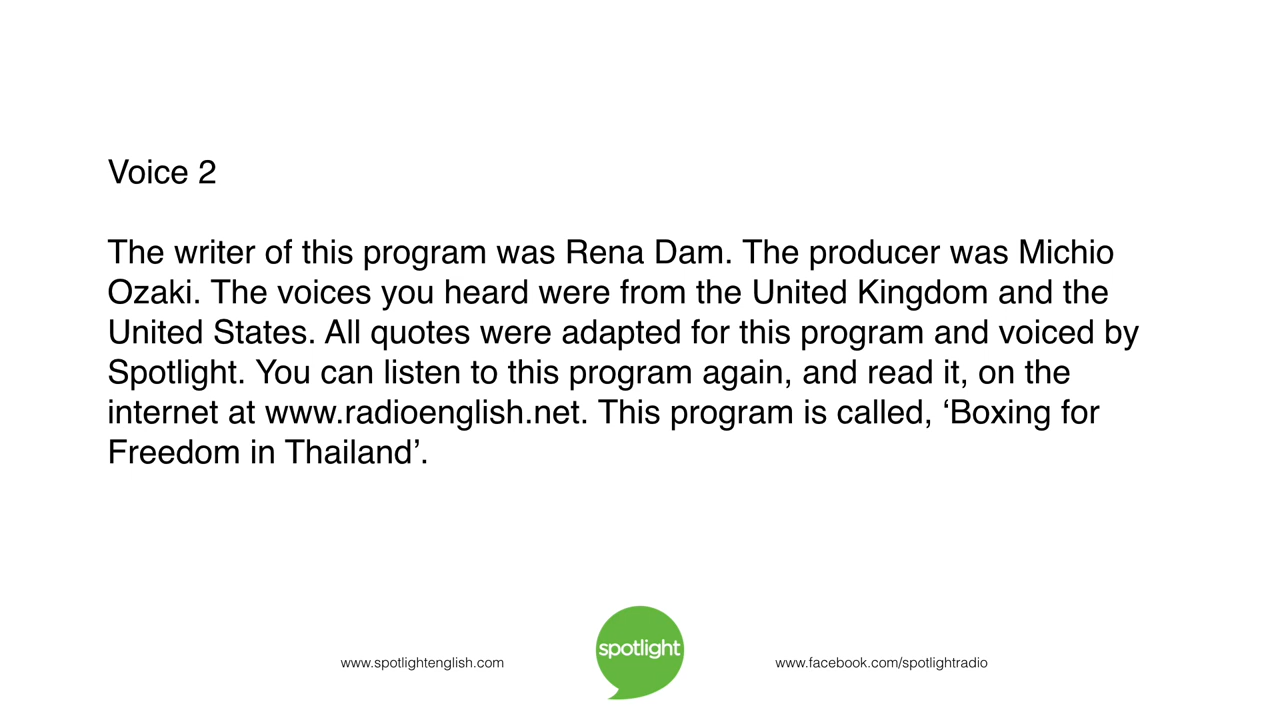 Voice 2
The writer of this program was Rena Dam. The producer was Michio
Ozaki. The voices you heard were from the United Kingdom and the
United States. All quotes were adapted for this program and voiced by
Spotlight. You can listen to this program again, and read it, on the
internet at www.radioenglish.net. This program is called, ‘Boxing for
Freedom in Thailand’.
www.spotlightenglish.com
spotlight
www.facebook.com/spotlightradio